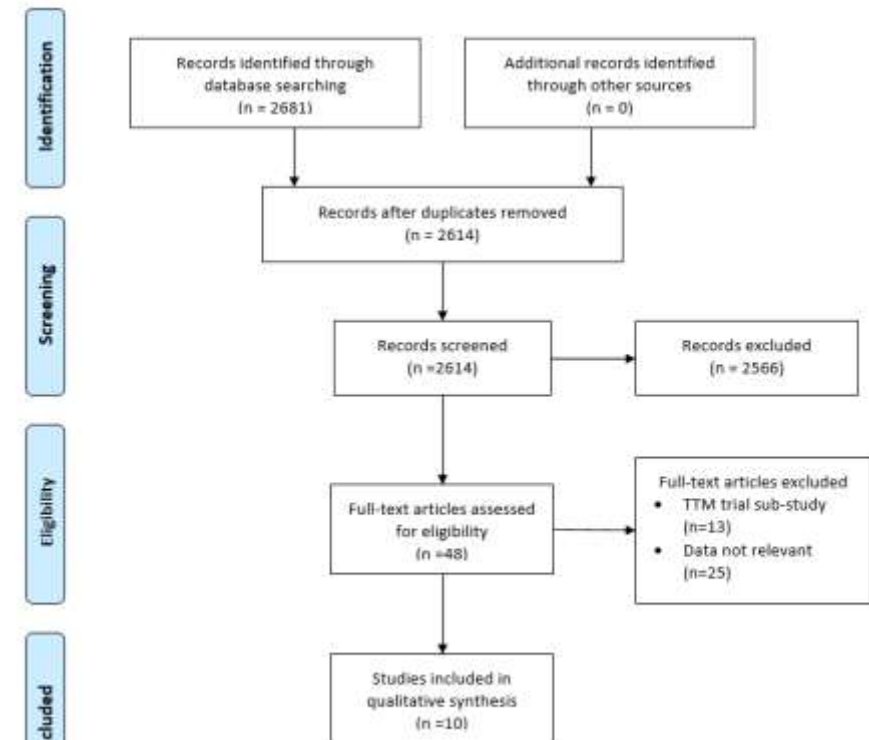 Identification
Records identified through
database searching
(n = 2681)
Additional records identified
through other sources
(n = 0)
Records after duplicates removed
(n = 2614)
Screening
Records screened
(n =2614)
Records excluded
(n = 2566)
Eligibility
Full-text articles assessed
for eligibility
(n =48)
Full-text articles excluded
• TTM trial sub-study
(n=13)
• Data not relevant
(n=25)
cluded
Studies included in
qualitative synthesis
(n =10)